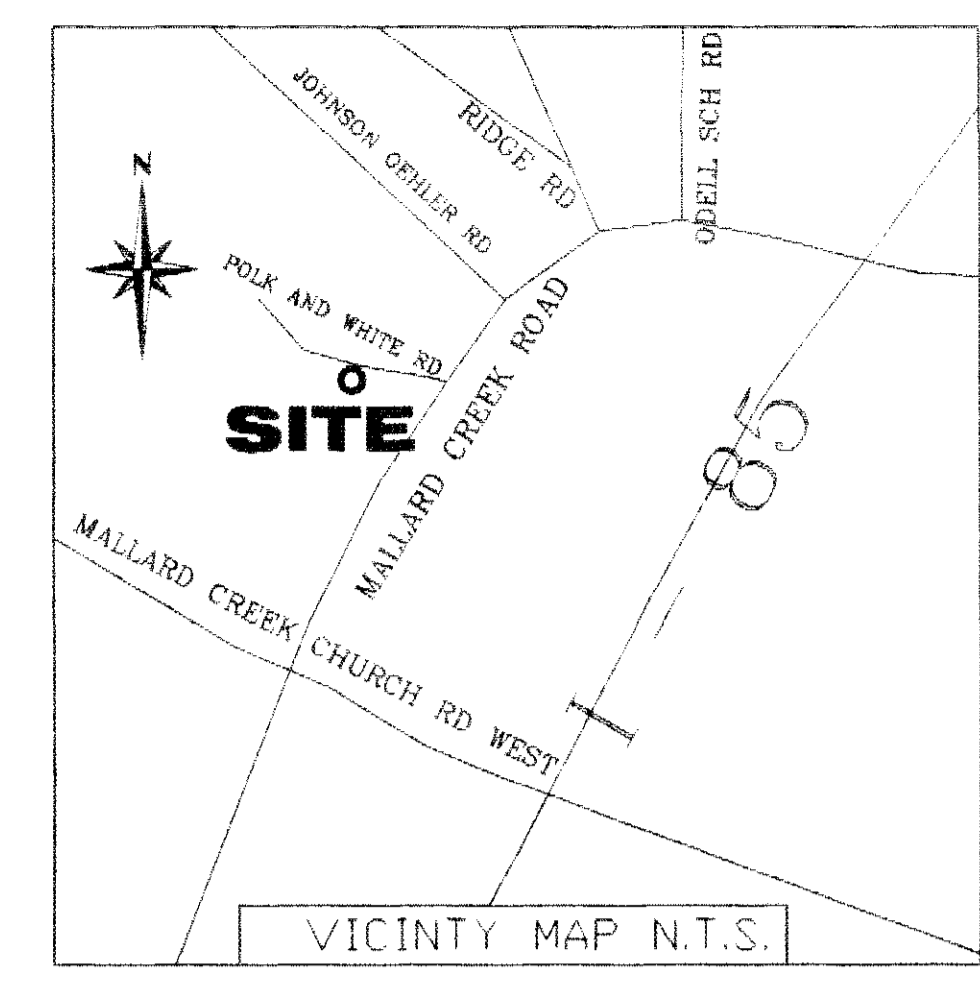 JOHNSON OEHLER RD
RIDGE RD
ODELL SCH RD
N
POLK AND WHITE RD
SITE
MALLARD CREEK ROAD
I-85
MALLARD CREEK CHURCH RD WEST
VICINTY MAP N.T.S.